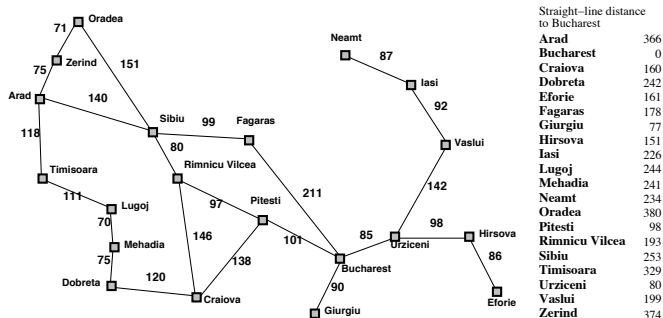 Oradea
71
Neamt
Zerind
87
75
151
Iasi
Arad
140
92
Sibiu
Fagaras
99
118
80
Vaslui
Rimnicu Vilcea
Timisoara
111
Lugoj
97
Pitesti
211
142
70
98
Hirsova
146
85
Mehadia
101
Urziceni
138
86
75
Bucharest
120
Dobreta
90
Craiova
Eforie
Giurgiu
Straight–line distance
to Bucharest
Arad 366
Bucharest 0
Craiova 160
Dobreta 242
Eforie 161
Fagaras 178
Giurgiu 77
Hirsova 151
Iasi 226
Lugoj 244
Mehadia 241
Neamt 234
Oradea 380
Pitesti 98
Rimnicu Vilcea 193
Sibiu 253
Timisoara 329
Urziceni 80
Vaslui 199
Zerind 374